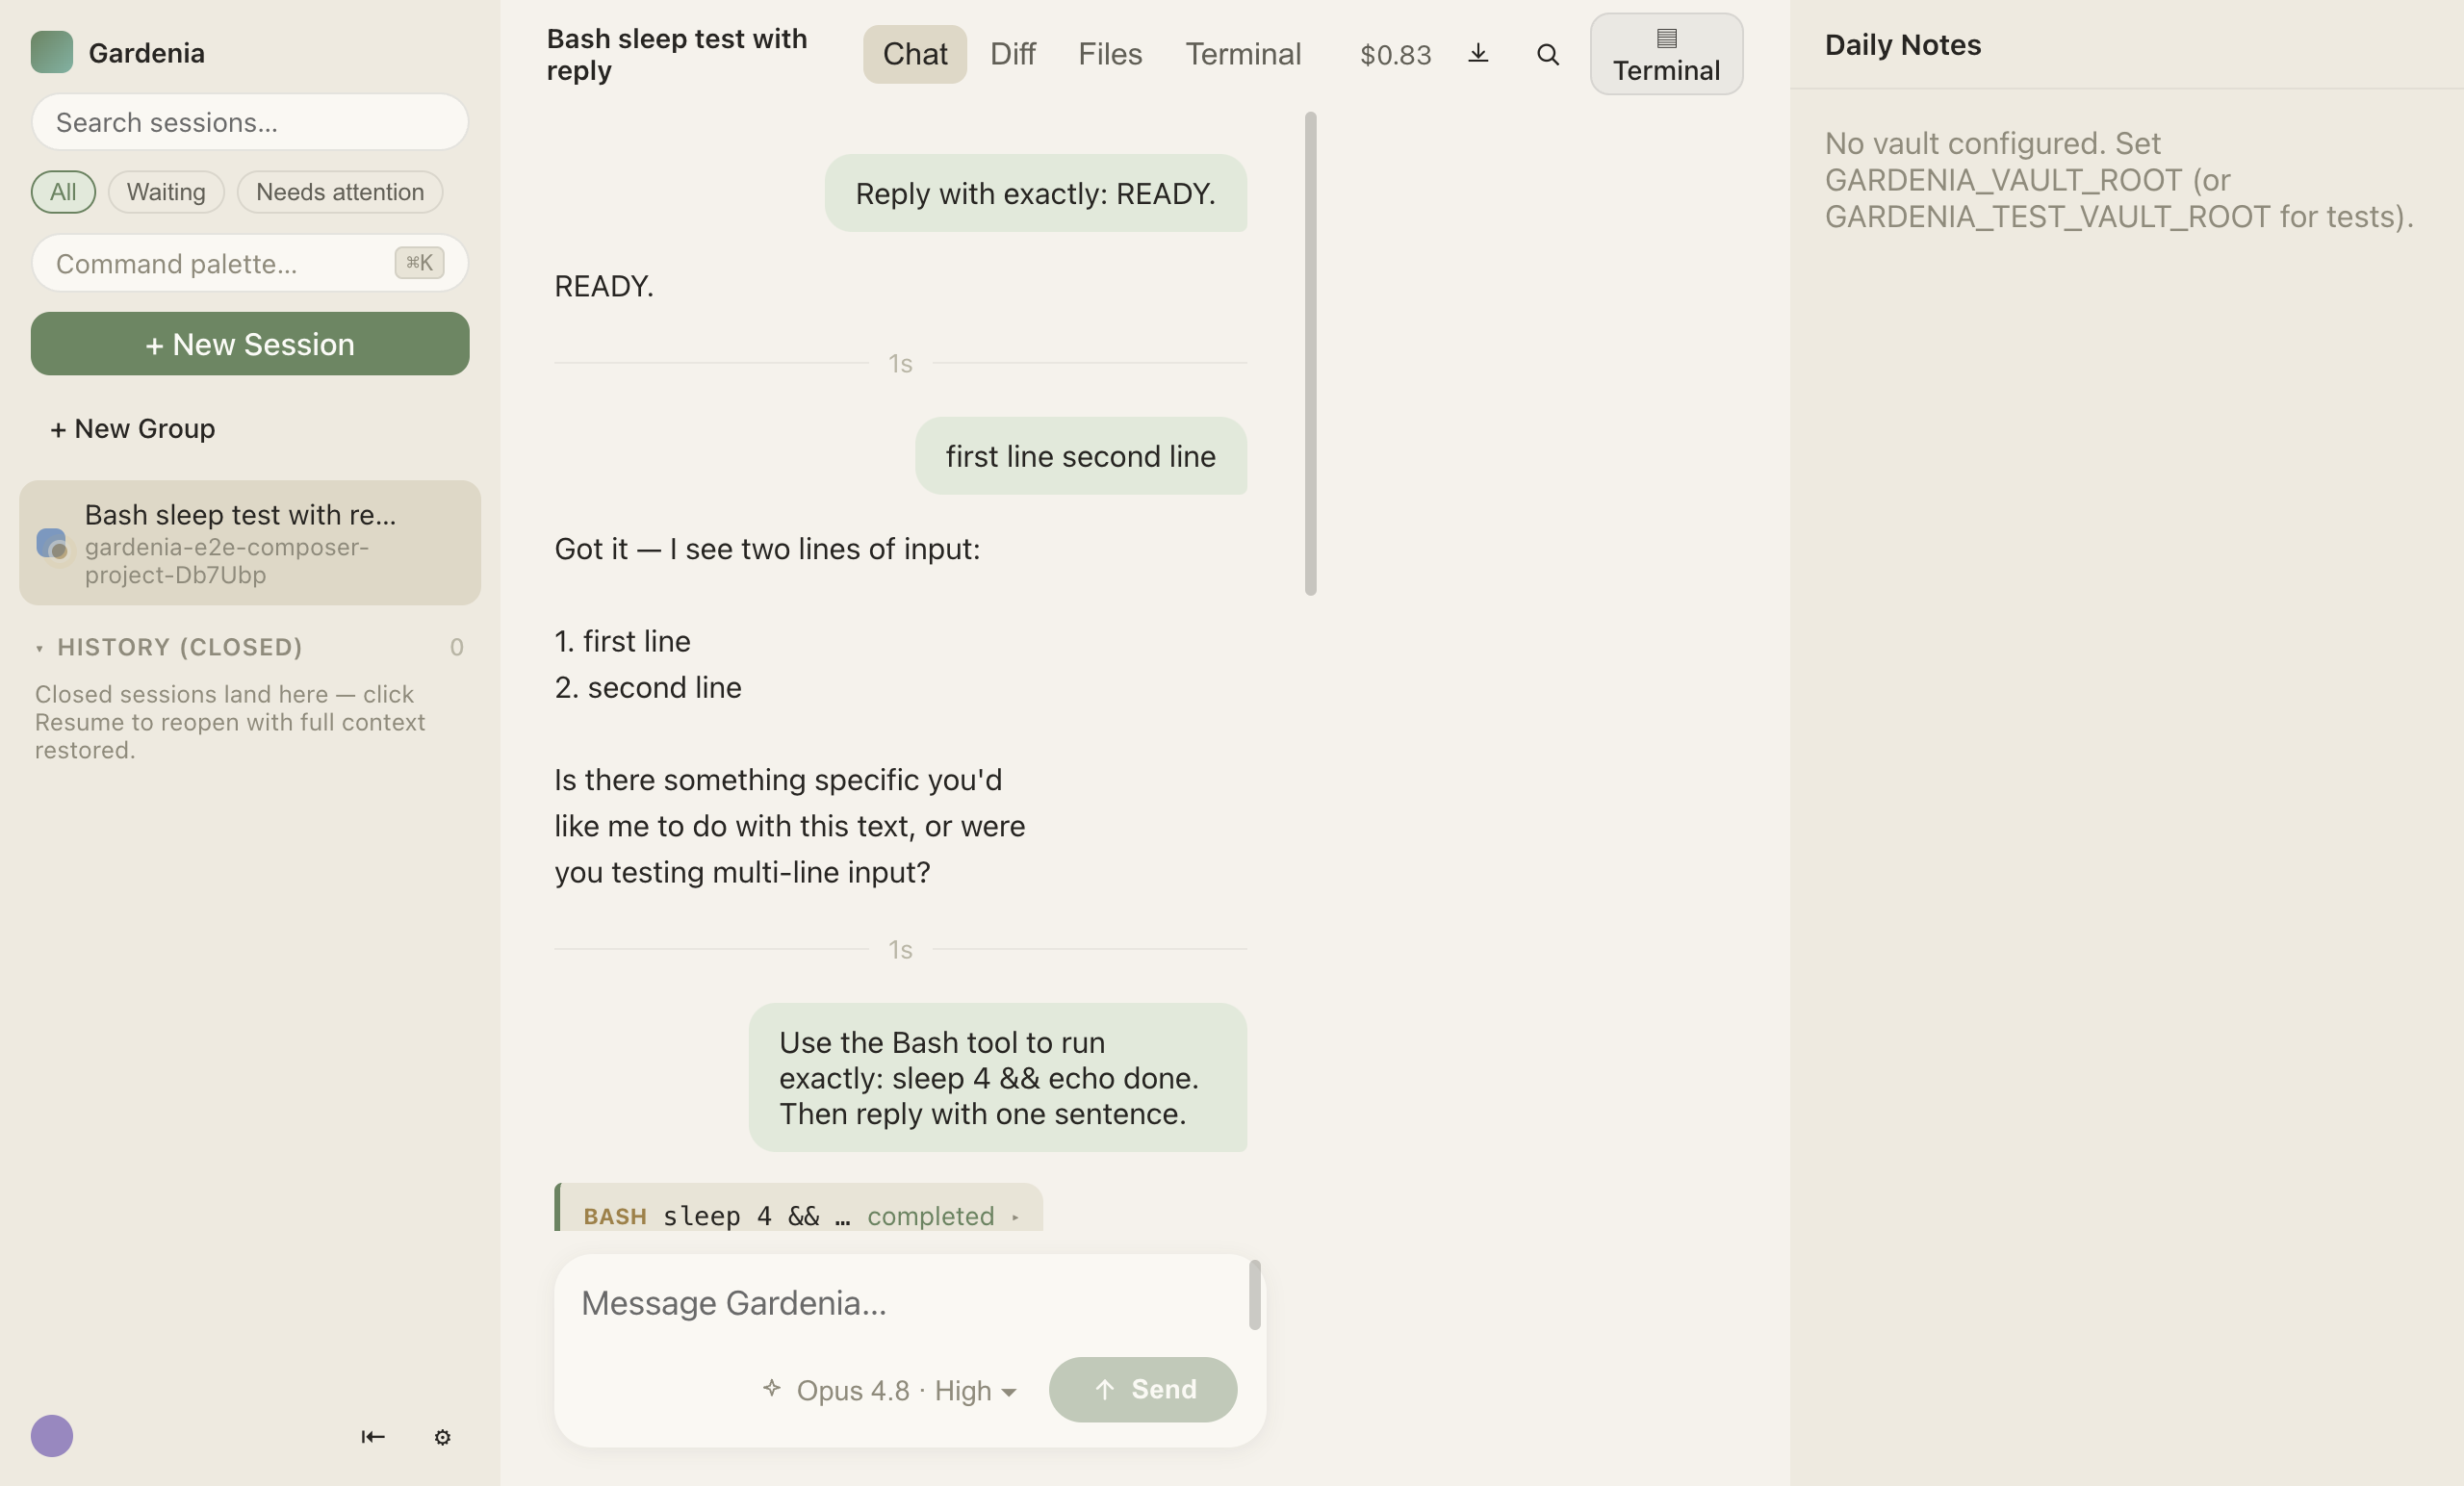 Gardenia
Search sessions...
All
Waiting
Needs attention
Command palette...
⌘K
+ New Session
+ New Group
Bash sleep test with re...
gardenia-e2e-composer-
project-Db7Ubp
HISTORY (CLOSED)
0
Closed sessions land here — click
Resume to reopen with full context
restored.
Bash sleep test with
reply
Chat
Diff
Files
Terminal
$0.83
Terminal
Reply with exactly: READY.
READY.
1s
first line second line
Got it — I see two lines of input:
1. first line
2. second line
Is there something specific you'd
like me to do with this text, or were
you testing multi-line input?
1s
Use the Bash tool to run
exactly: sleep 4 && echo done.
Then reply with one sentence.
BASH sleep 4 && … completed
Message Gardenia...
Opus 4.8 · High
Send
Daily Notes
No vault configured. Set
GARDENIA_VAULT_ROOT (or
GARDENIA_TEST_VAULT_ROOT for tests).